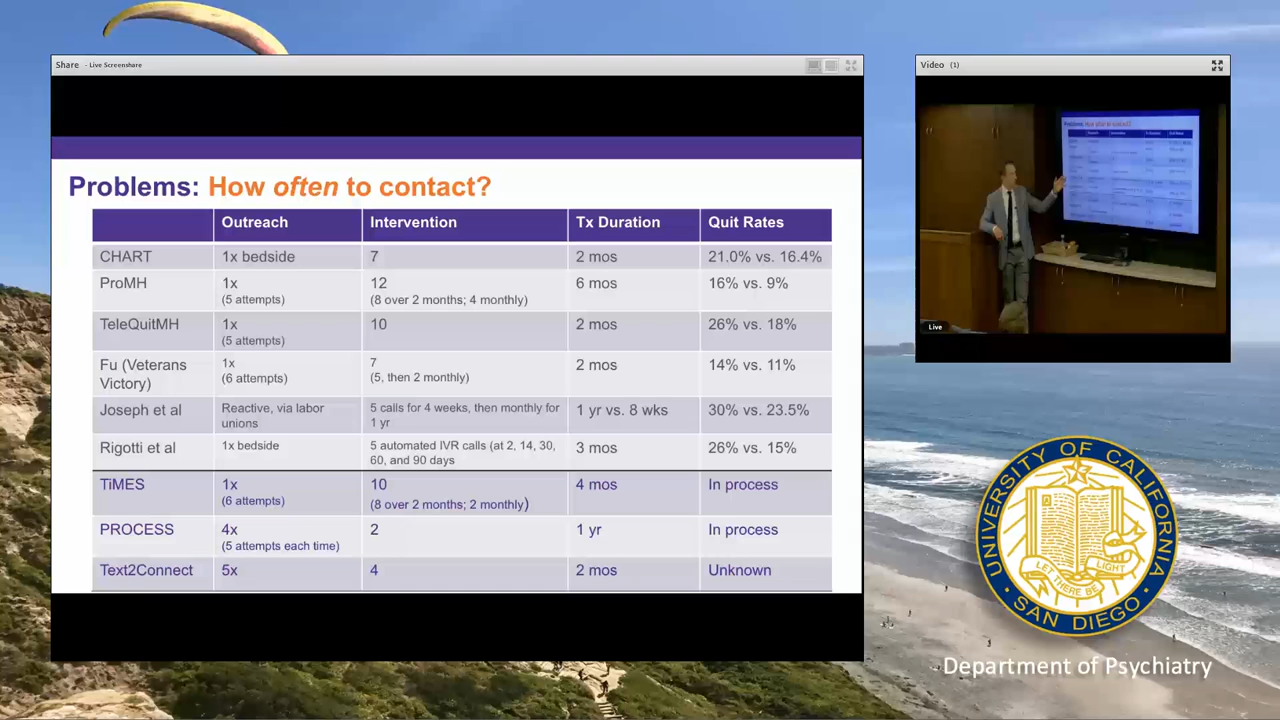 Share - Live Screenshare
Problems: How often to contact?
Outreach Intervention Tx Duration Quit Rates
CHART 1x bedside 7 2 mos 21.0% vs. 16.4%
ProMH 1x 12 6 mos 16% vs. 9%
(5 attempts) (8 over 2 months; 4 monthly)
TeleQuitMH 1x 10 2 mos 26% vs. 18%
(5 attempts)
Fu (Veterans 1x 7 2 mos 14% vs. 11%
Victory) (6 attempts) (5, then 2 monthly)
Joseph et al Reactive, via labor 5 calls for 4 weeks, then monthly for 1 yr vs. 8 wks 30% vs. 23.5%
unions 1 yr
Rigotti et al 1x bedside 5 automated IVR calls (at 2, 14, 30, 3 mos 26% vs. 15%
60, and 90 days
TiMES 1x 10 4 mos In process
(6 attempts) (8 over 2 months; 2 monthly)
PROCESS 4x 2 1 yr In process
(5 attempts each time)
Text2Connect 5x 4 2 mos Unknown
Video (1)
Problems: How often to contact?
Live
UNIVERSITY OF CALIFORNIA
LET THERE BE LIGHT
• SAN DIEGO •
Department of Psychiatry